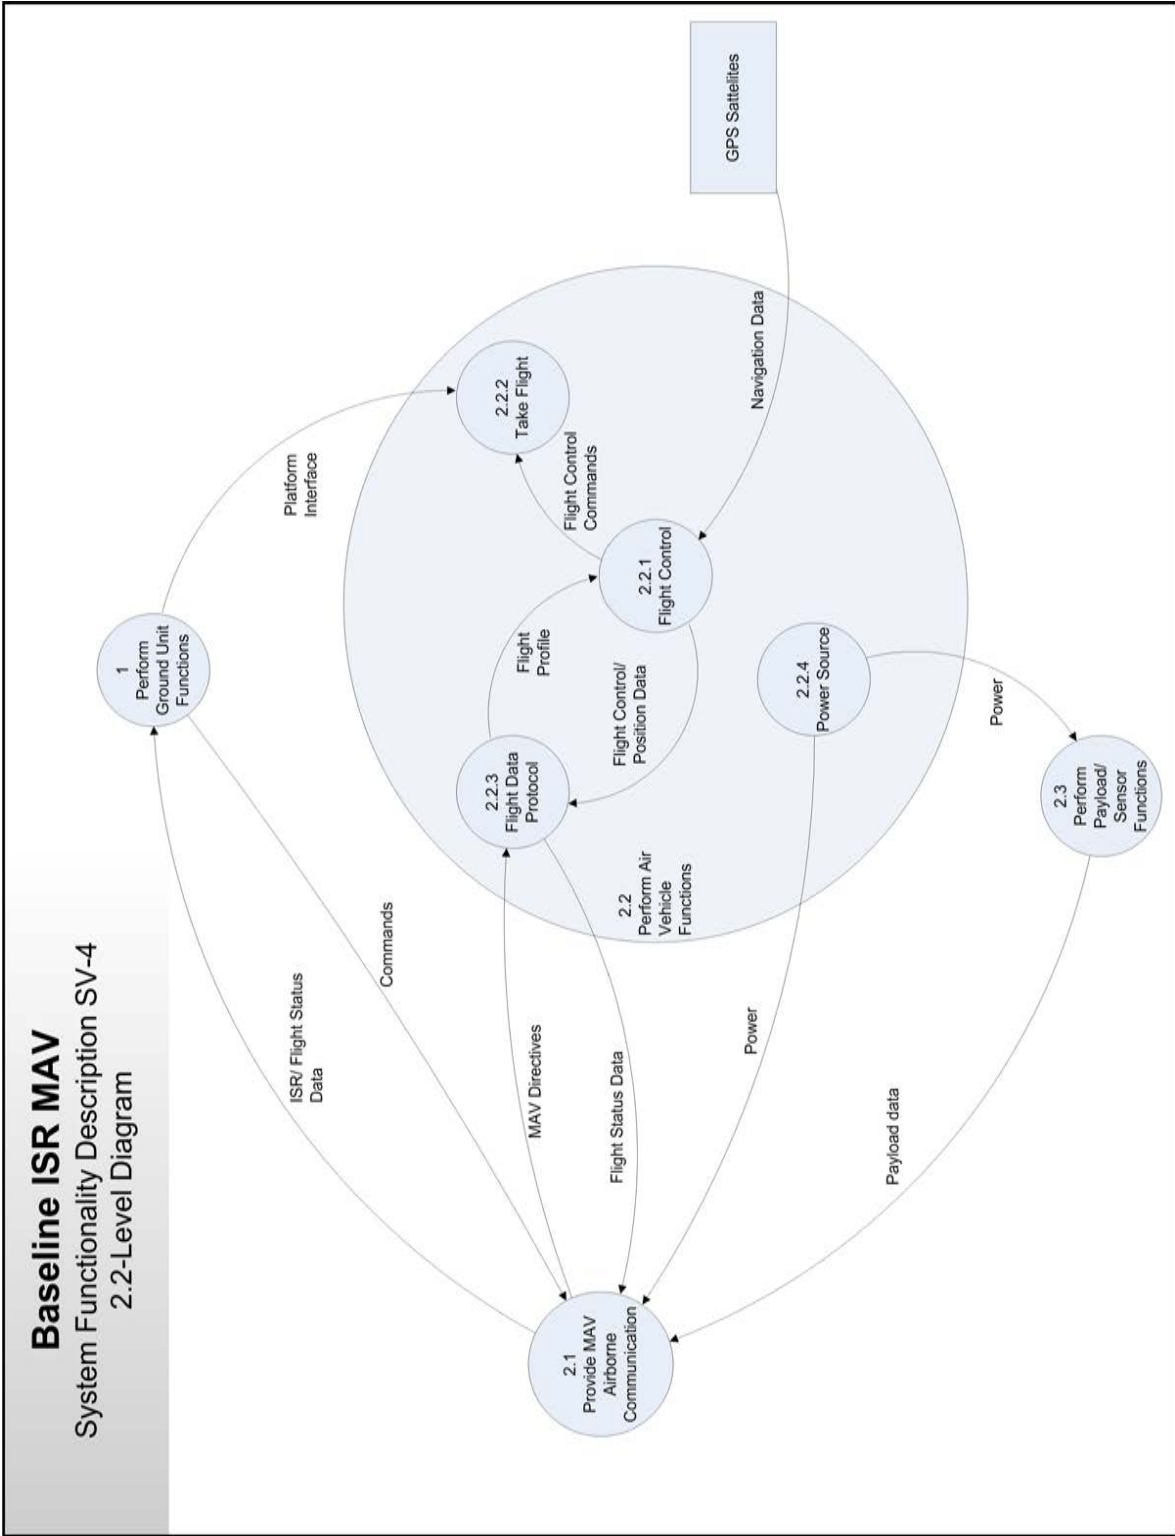 Baseline ISR MAV
System Functionality Description SV-4
2.2-Level Diagram
1
Perform
Ground Unit
Functions
ISR/ Flight Status
Data
Platform
Interface
Commands
2.2.3
Flight Data
Protocol
Flight
Profile
2.2.2
Take Flight
Flight Control
Commands
MAV Directives
2.1
Provide MAV
Airborne
Communication
Flight Status Data
2.2
Perform Air
Vehicle
Functions
Flight Control/
Position Data
2.2.1
Flight Control
GPS Sattelites
Navigation Data
Power
2.2.4
Power Source
Payload data
Power
2.3
Perform
Payload/
Sensor
Functions